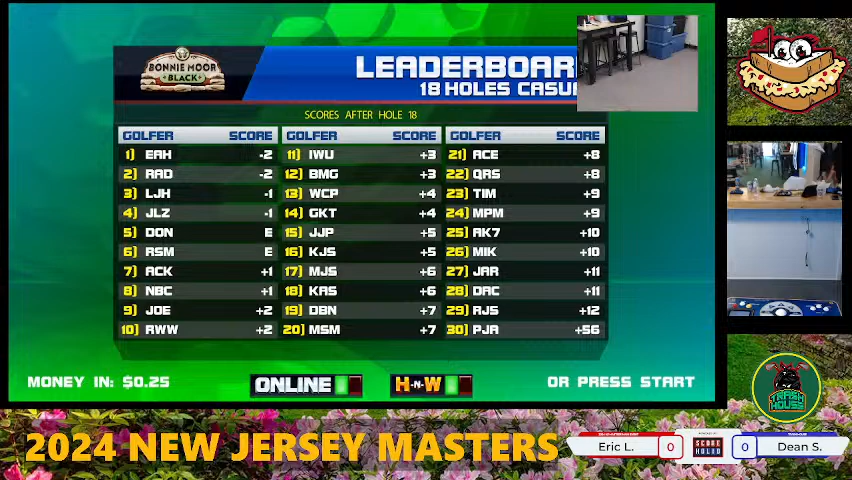 BONNIE MOOR
BLACK
LEADERBOAR
18 HOLES CASU
SCORES AFTER HOLE 18
GOLFER SCORE GOLFER SCORE GOLFER SCORE
1) EAH -2 11) IWU +3 21) ACE +8
2) RAD -2 12) BMG +3 22) QRS +8
3) LJH -1 13) WCP +4 23) TIM +9
4) JLZ -1 14) GKT +4 24) MPM +9
5) DON E 15) JJP +5 25) AK7 +10
6) RSM E 16) KJS +5 26) MIK +10
7) ACK +1 17) MJS +6 27) JAR +11
8) NBC +1 18) KAS +6 28) DAC +11
9) JOE +2 19) DBN +7 29) RJS +12
10) RWW +2 20) MSM +7 30) PJR +56
MONEY IN: $0.25 ONLINE H-N-W OR PRESS START
TRASH
HOUSE
2024 NEW JERSEY MASTERS
Eric L. 0 SCORE
HOLIO 0 Dean S.